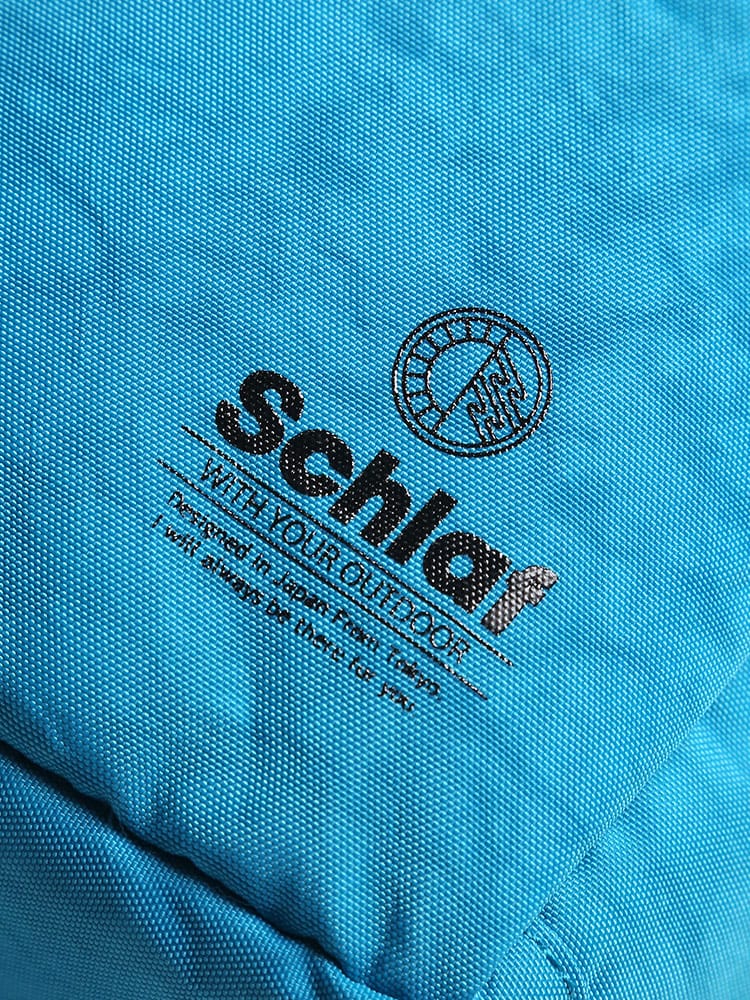 Schlaf
WITH YOUR OUTDOOR
Designed in Japan From Tokyo.
I will always be there for you